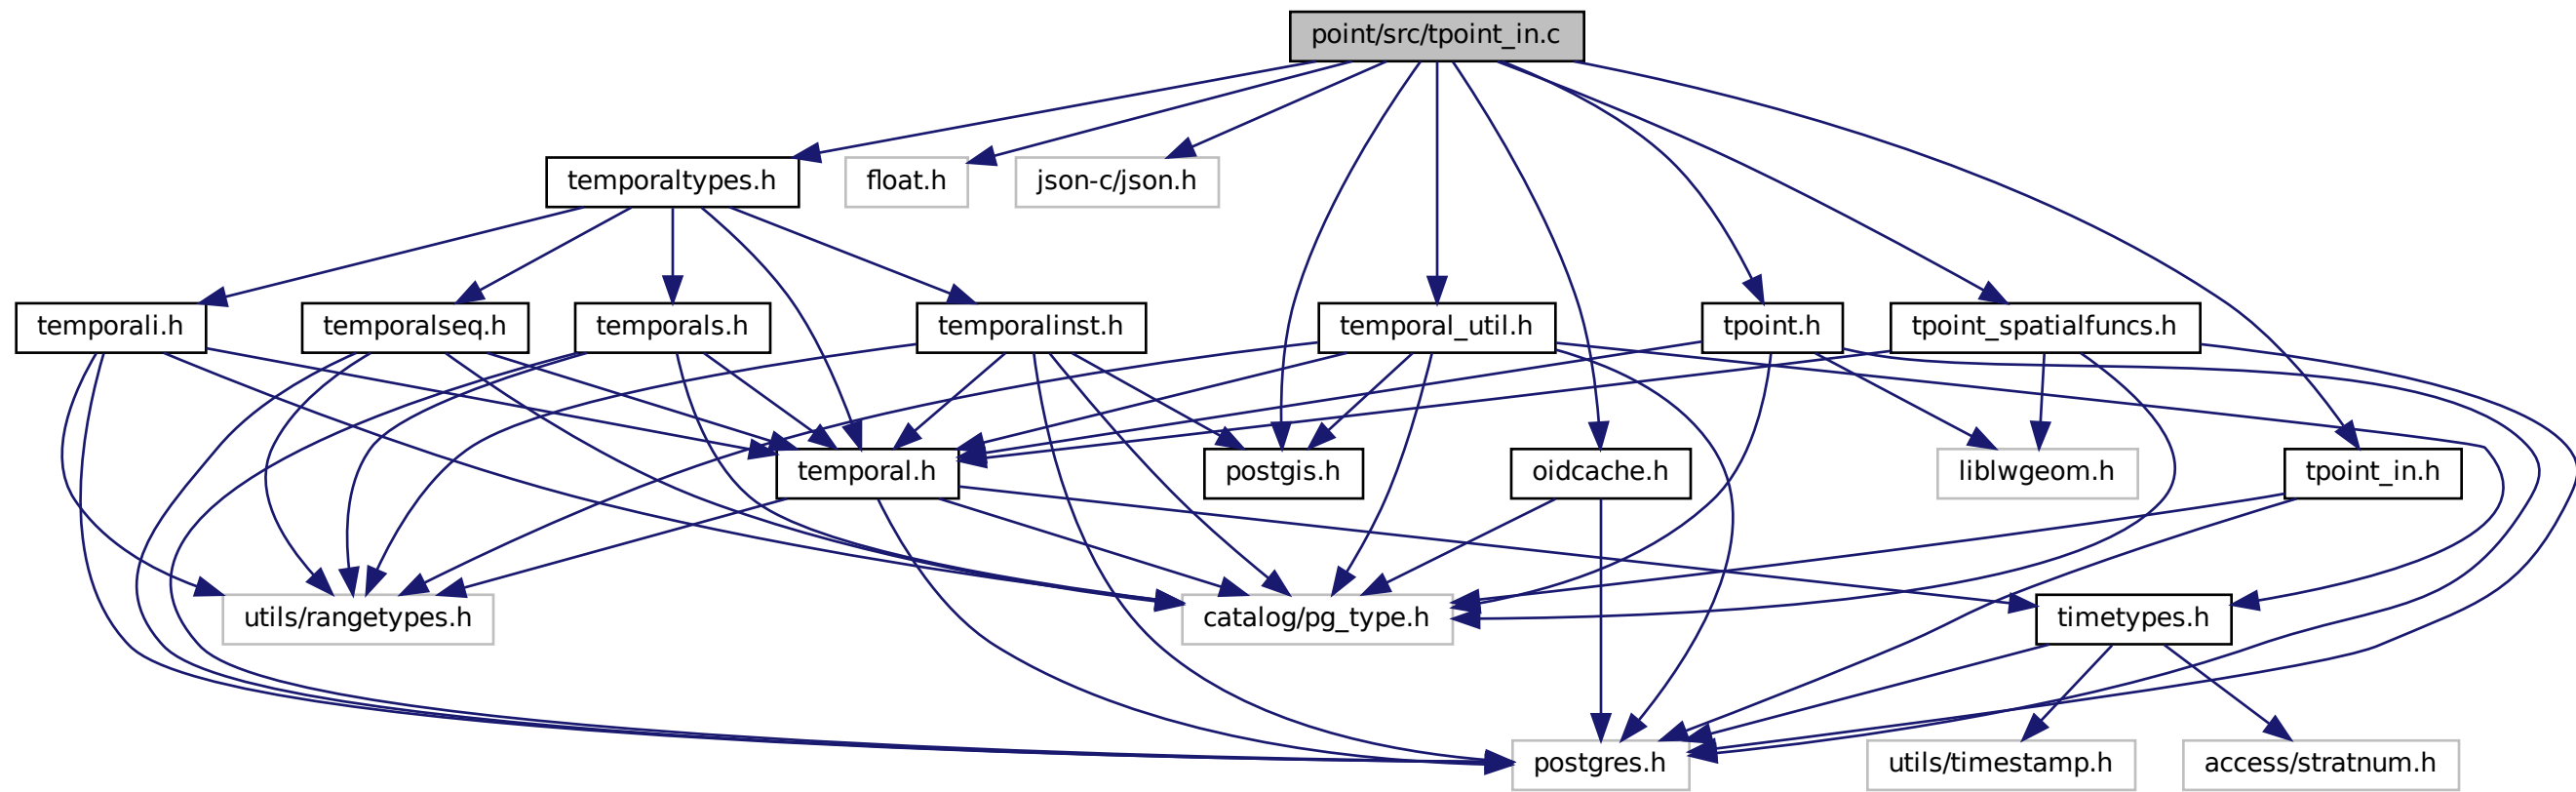 point/src/tpoint_in.c
temporaltypes.h
float.h
json-c/json.h
temporali.h
temporalseq.h
temporals.h
temporalinst.h
temporal_util.h
tpoint.h
tpoint_spatialfuncs.h
temporal.h
postgis.h
oidcache.h
liblwgeom.h
tpoint_in.h
utils/rangetypes.h
catalog/pg_type.h
timetypes.h
postgres.h
utils/timestamp.h
access/stratnum.h